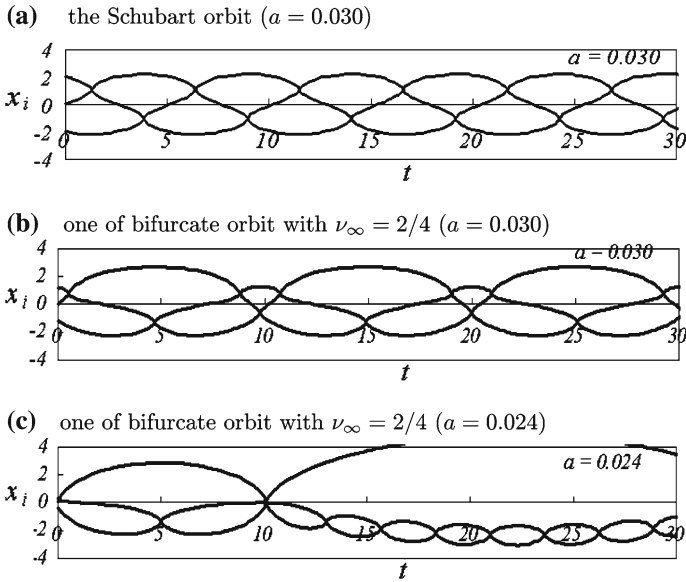 (a) the Schubart orbit (a = 0.030)
a = 0.030
4
2
x i 0
-2
-4
0 5 10 15 20 25 30
t
(b) one of bifurcate orbit with ν∞ = 2/4 (a = 0.030)
a − 0.030
4
2
x i 0
-2
-4
0 5 10 15 20 25 30
t
(c) one of bifurcate orbit with ν∞ = 2/4 (a = 0.024)
a = 0.024
4
2
x i 0
-2
-4
0 5 10 15 20 25 30
t